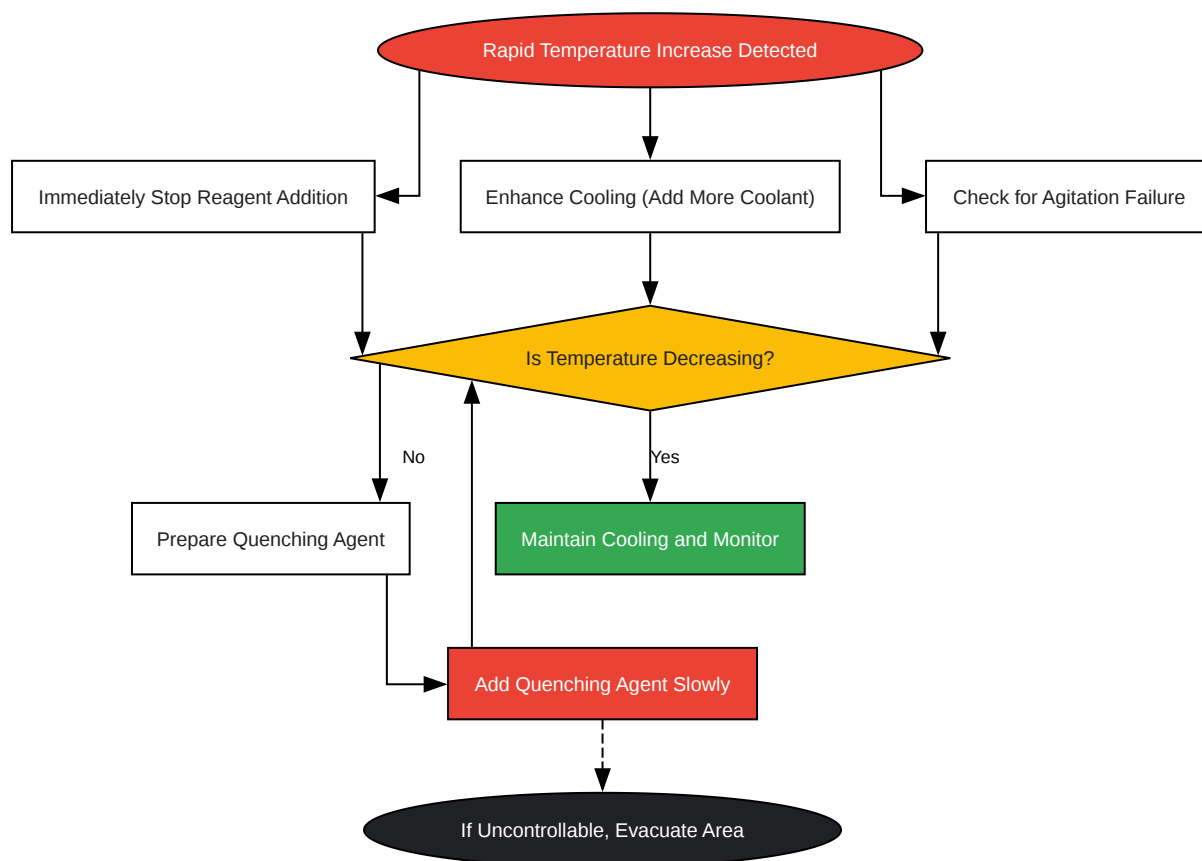 Rapid Temperature Increase Detected
Immediately Stop Reagent Addition
Enhance Cooling (Add More Coolant)
Check for Agitation Failure
Is Temperature Decreasing?
No
Yes
Prepare Quenching Agent
Maintain Cooling and Monitor
Add Quenching Agent Slowly
If Uncontrollable, Evacuate Area